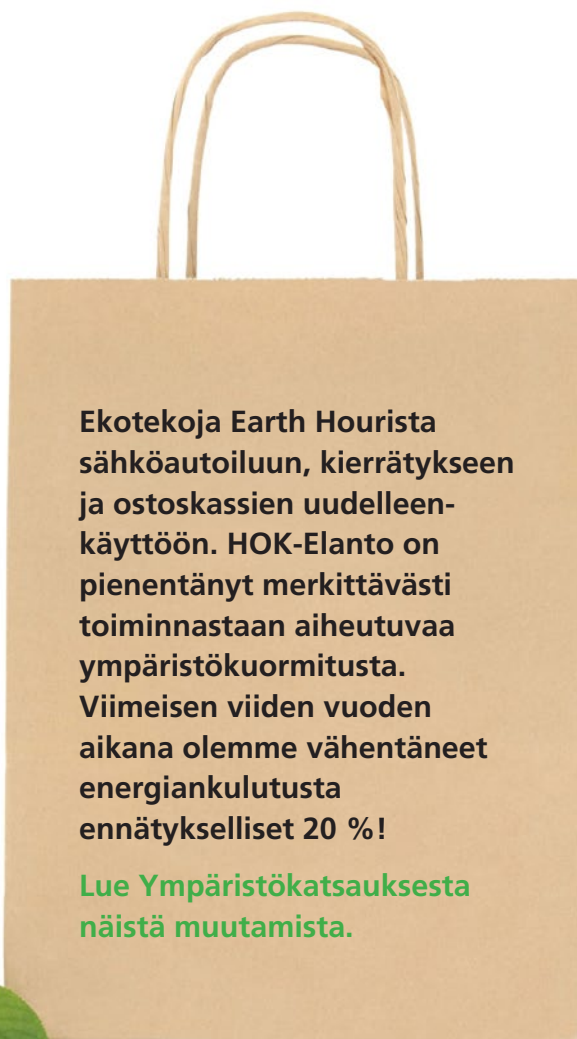 Ekotekoja Earth Hourista
sähköautoiluun, kierrätykseen
ja ostoskassien uudelleen-
käyttöön. HOK-Elanto on
pienentänyt merkittävästi
toiminnastaan aiheutuvaa
ympäristökuormitusta.
Viimeisen viiden vuoden
aikana olemme vähentäneet
energiankulutusta
ennätykselliset 20 %!
Lue Ympäristökatsauksesta
näistä muutamista.